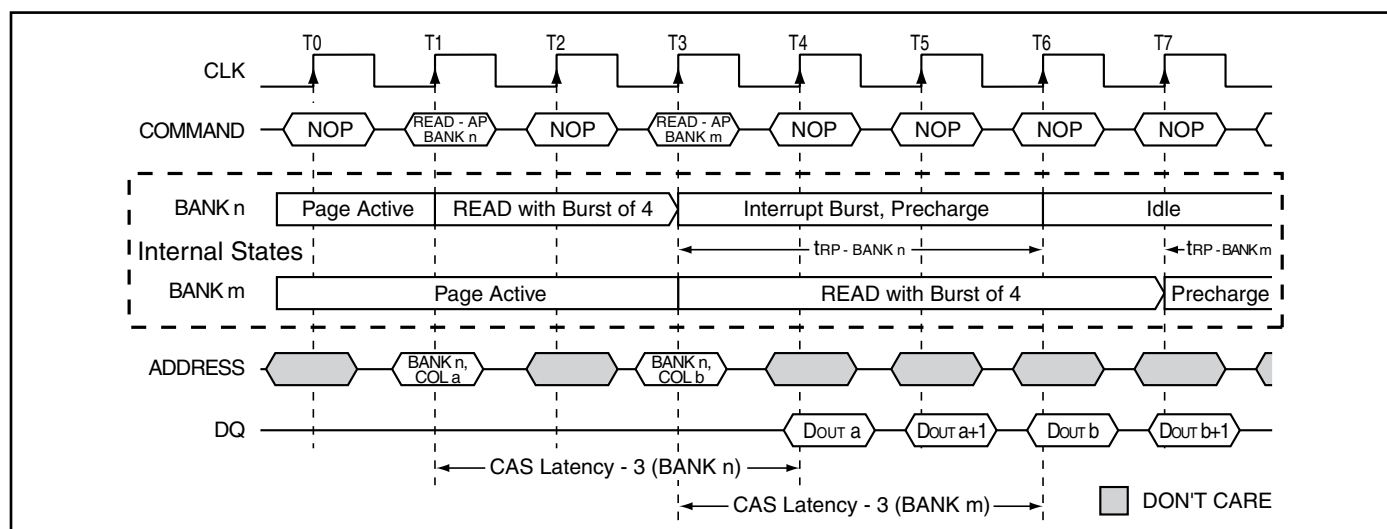 T0 T1 T2 T3 T4 T5 T6 T7
CLK
COMMAND NOP READ - AP BANK n NOP READ - AP BANK m NOP NOP NOP NOP
BANK n Page Active READ with Burst of 4 Interrupt Burst, Precharge Idle
Internal States tRP - BANK n tRP - BANK m
BANK m Page Active READ with Burst of 4 Precharge
ADDRESS BANK n, COL a BANK n, COL b
DQ DOUT a DOUT a+1 DOUT b DOUT b+1
CAS Latency - 3 (BANK n)
CAS Latency - 3 (BANK m) DON'T CARE